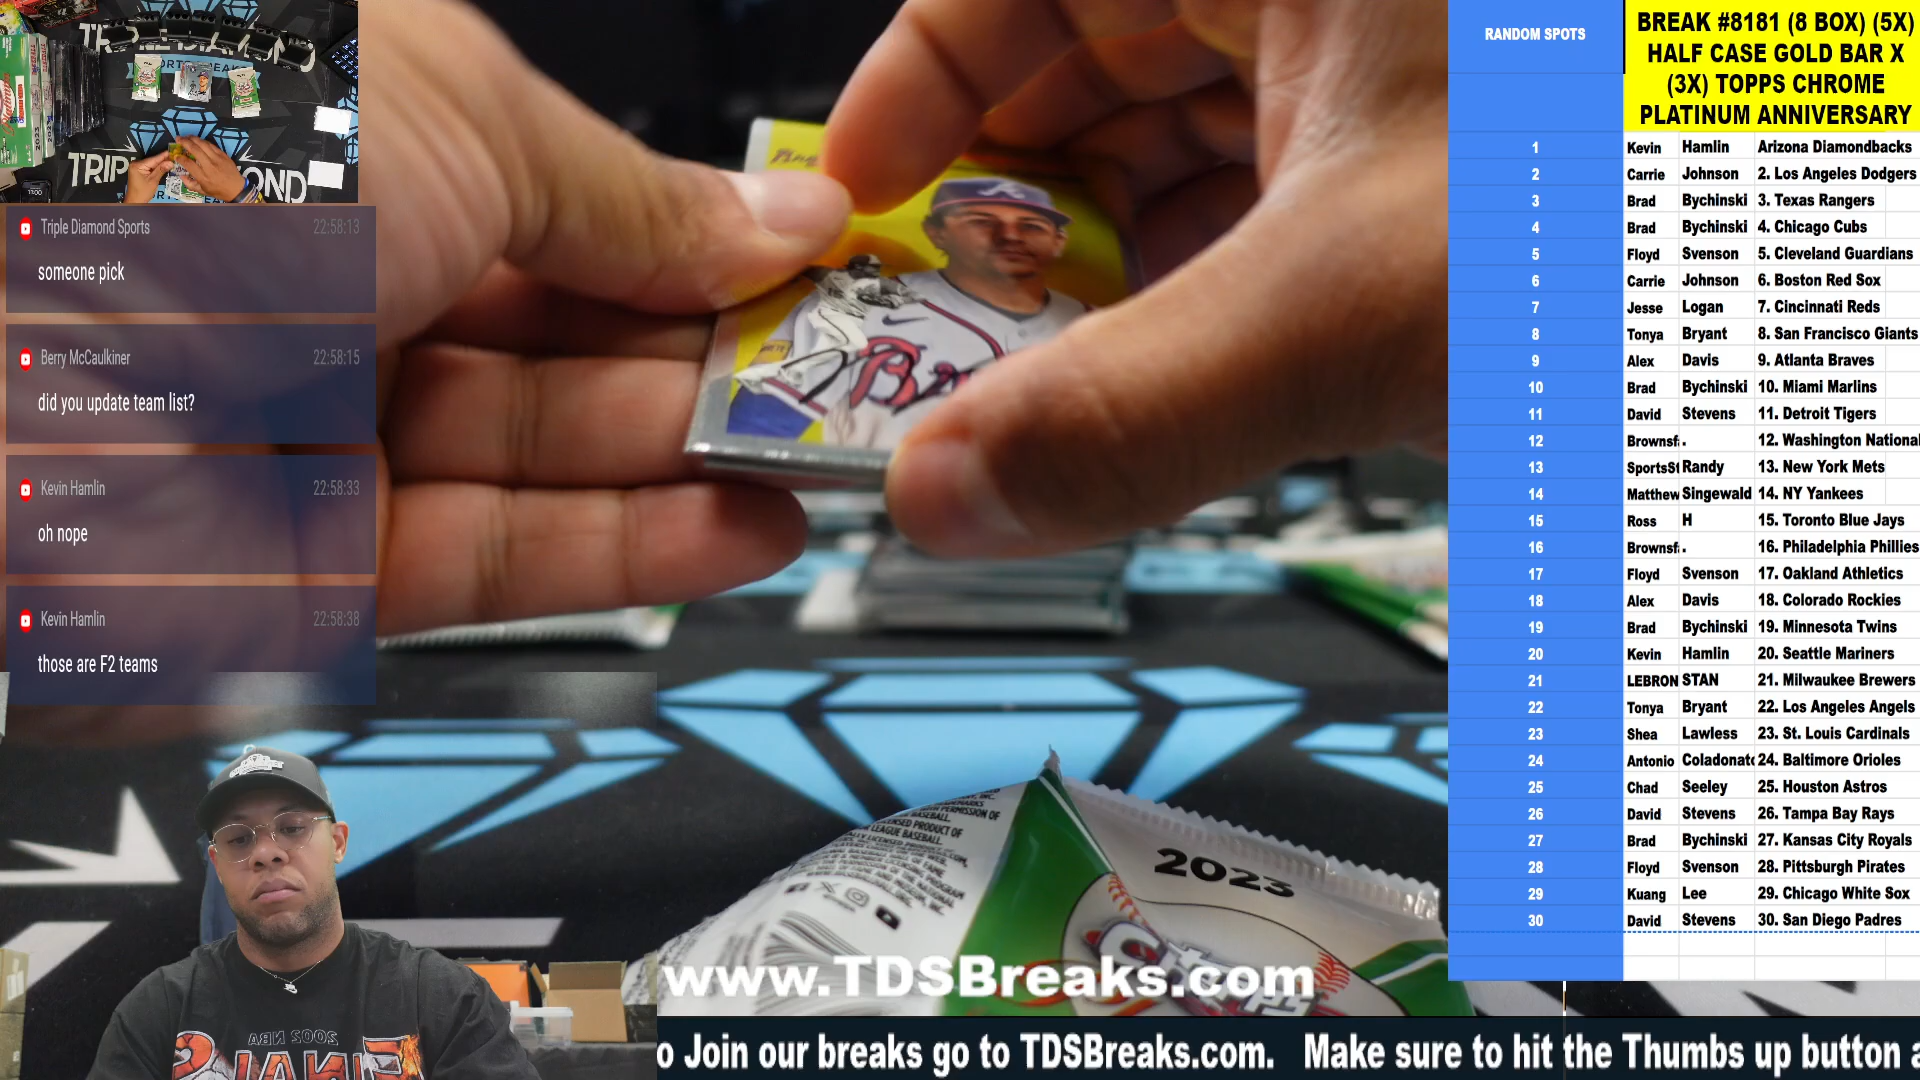 RANDOM SPOTS
BREAK #8181 (8 BOX) (5X)
HALF CASE GOLD BAR X
(3X) TOPPS CHROME
PLATINUM ANNIVERSARY
1 Kevin Hamlin Arizona Diamondbacks
2 Carrie Johnson 2. Los Angeles Dodgers
3 Brad Bychinski 3. Texas Rangers
4 Brad Bychinski 4. Chicago Cubs
5 Floyd Svenson 5. Cleveland Guardians
6 Carrie Johnson 6. Boston Red Sox
7 Jesse Logan 7. Cincinnati Reds
8 Tonya Bryant 8. San Francisco Giants
9 Alex Davis 9. Atlanta Braves
10 Brad Bychinski 10. Miami Marlins
11 David Stevens 11. Detroit Tigers
12 Brownsf . 12. Washington National
13 SportsSt Randy 13. New York Mets
14 Matthew Singewald 14. NY Yankees
15 Ross H 15. Toronto Blue Jays
16 Brownsf . 16. Philadelphia Phillies
17 Floyd Svenson 17. Oakland Athletics
18 Alex Davis 18. Colorado Rockies
19 Brad Bychinski 19. Minnesota Twins
20 Kevin Hamlin 20. Seattle Mariners
21 LEBRON STAN 21. Milwaukee Brewers
22 Tonya Bryant 22. Los Angeles Angels
23 Shea Lawless 23. St. Louis Cardinals
24 Antonio Coladonato 24. Baltimore Orioles
25 Chad Seeley 25. Houston Astros
26 David Stevens 26. Tampa Bay Rays
27 Brad Bychinski 27. Kansas City Royals
28 Floyd Svenson 28. Pittsburgh Pirates
29 Kuang Lee 29. Chicago White Sox
30 David Stevens 30. San Diego Padres
Triple Diamond Sports 22:58:13
someone pick
Berry McCaulkiner 22:58:15
did you update team list?
Kevin Hamlin 22:58:33
oh nope
Kevin Hamlin 22:58:38
those are F2 teams
2023
www.TDSBreaks.com
2002 NBA
FINALS
o Join our breaks go to TDSBreaks.com. Make sure to hit the Thumbs up button a